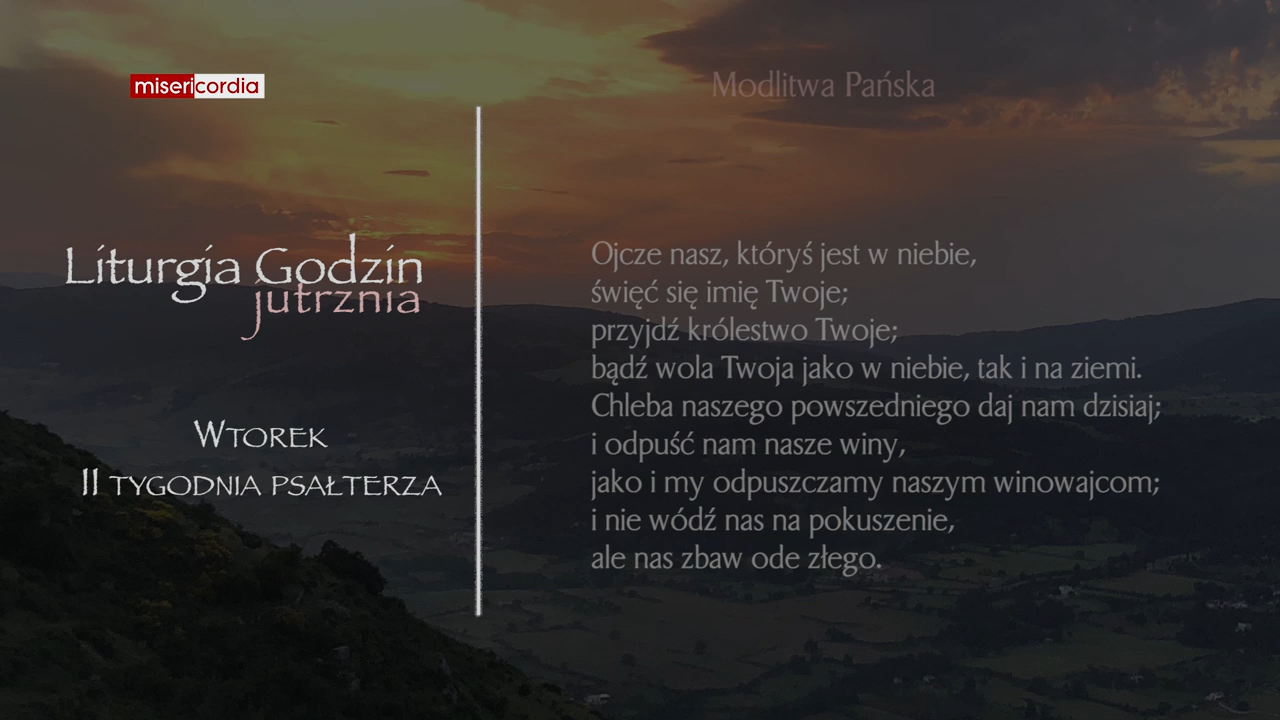 misericordia
Liturgia Godzin
jutrznia
Wtorek
II tygodnia psałterza
Modlitwa Pańska
Ojcze nasz, któryś jest w niebie,
święć się imię Twoje;
przyjdź królestwo Twoje;
bądź wola Twoja jako w niebie, tak i na ziemi.
Chleba naszego powszedniego daj nam dzisiaj;
i odpuść nam nasze winy,
jako i my odpuszczamy naszym winowajcom;
i nie wódź nas na pokuszenie,
ale nas zbaw ode złego.